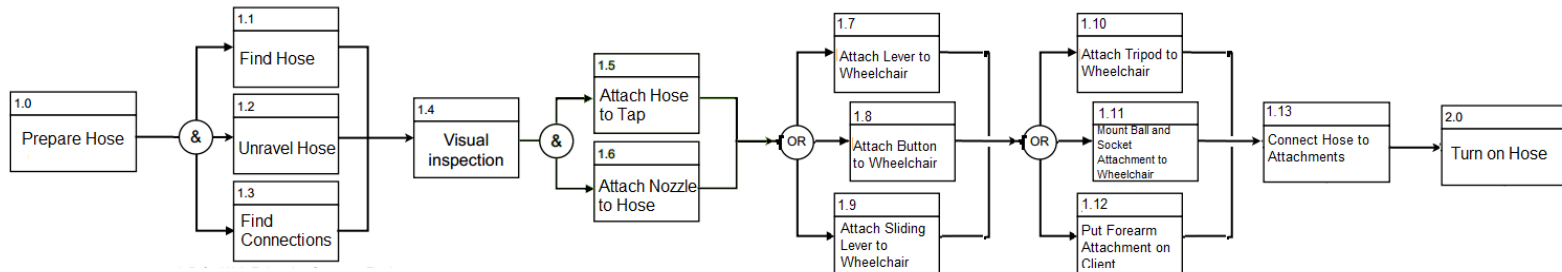 1.0
Prepare Hose
&
1.1
Find Hose
1.2
Unravel Hose
1.3
Find
Connections
1.4
Visual
inspection
&
1.5
Attach Hose
to Tap
1.6
Attach Nozzle
to Hose
OR
1.7
Attach Lever to
Wheelchair
1.8
Attach Button
to Wheelchair
1.9
Attach Sliding
Lever to
Wheelchair
OR
1.10
Attach Tripod to
Wheelchair
1.11
Mount Ball and
Socket
Attachment to
Wheelchair
1.12
Put Forearm
Attachment on
Client
1.13
Connect Hose to
Attachments
2.0
Turn on Hose